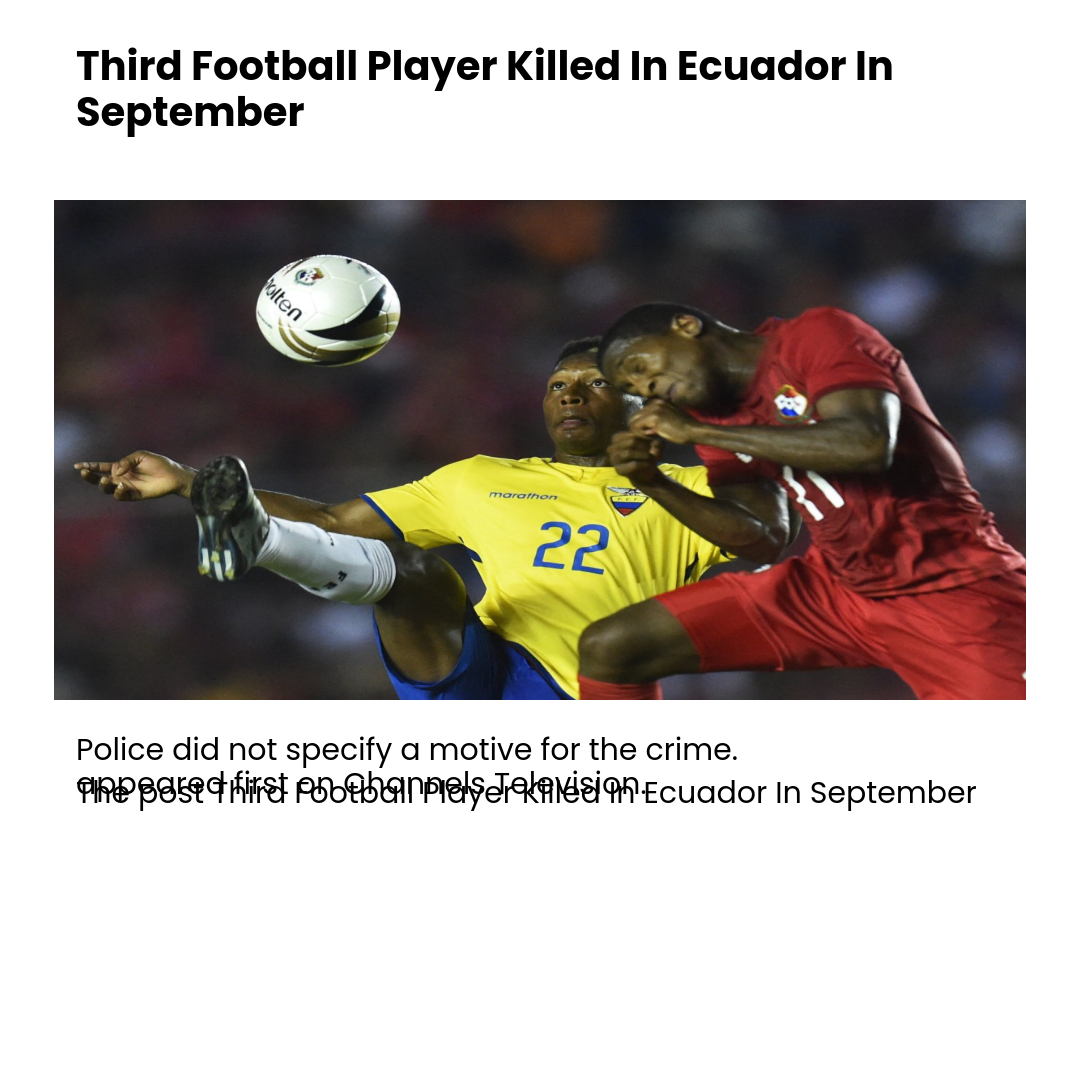 Third Football Player Killed In Ecuador In
September
Molten
marathon
22
F E F
11
Police did not specify a motive for the crime.
appeared first on Channels Television.
The post Third Football Player Killed In Ecuador In September